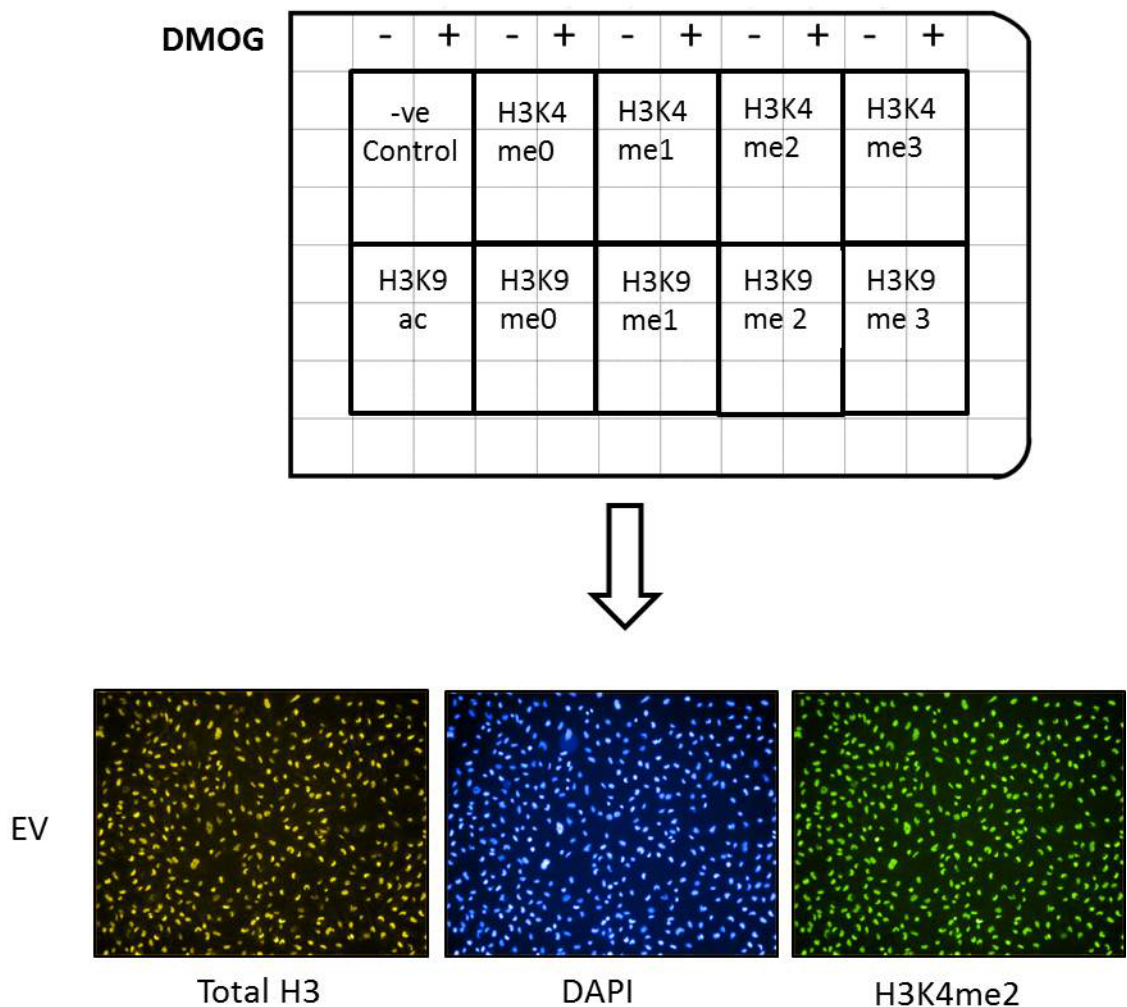 DMOG - + - + - + - + - +
-ve H3K4 H3K4 H3K4 H3K4
Control me0 me1 me2 me3
H3K9 H3K9 H3K9 H3K9 H3K9
ac me0 me1 me 2 me 3
EV
Total H3 DAPI H3K4me2